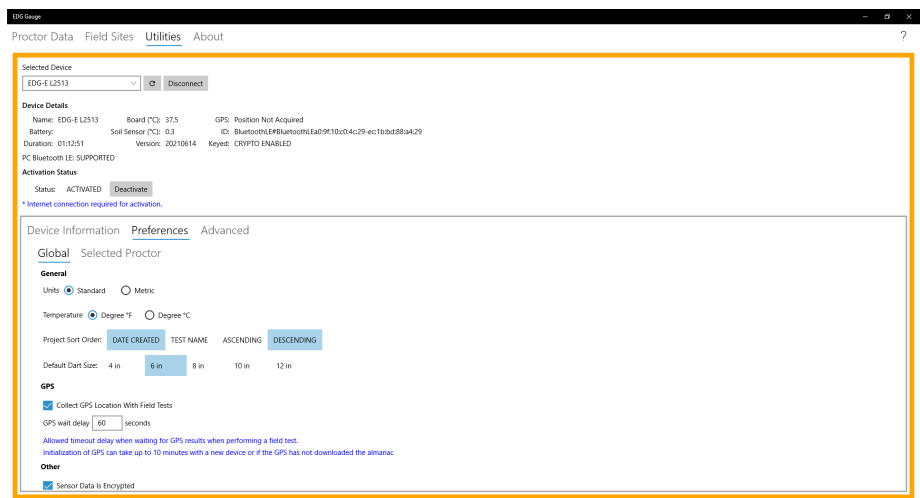 EDG Gauge
Proctor Data Field Sites Utilities About ?
Selected Device
EDG-E L2513 Disconnect
Device Details
Name: EDG-E L2513 Board (°C): 37.5 GPS: Position Not Acquired
Battery: Soil Sensor (°C): 0.3 ID: BluetoothLE#BluetoothLEa0:9f:10:c0:4c:29-ec:1b:bd:88:a4:29
Duration: 01:12:51 Version: 20210614 Keyed: CRYPTO ENABLED
PC Bluetooth LE: SUPPORTED
Activation Status
Status: ACTIVATED Deactivate
* Internet connection required for activation.
Device Information Preferences Advanced
Global Selected Proctor
General
Units Standard Metric
Temperature Degree °F Degree °C
Project Sort Order: DATE CREATED TEST NAME ASCENDING DESCENDING
Default Dart Size: 4 in 6 in 8 in 10 in 12 in
GPS
Collect GPS Location With Field Tests
GPS wait delay 60 seconds
Allowed timeout delay when waiting for GPS results when performing a field test.
Initialization of GPS can take up to 10 minutes with a new device or if the GPS has not downloaded the almanac
Other
Sensor Data Is Encrypted